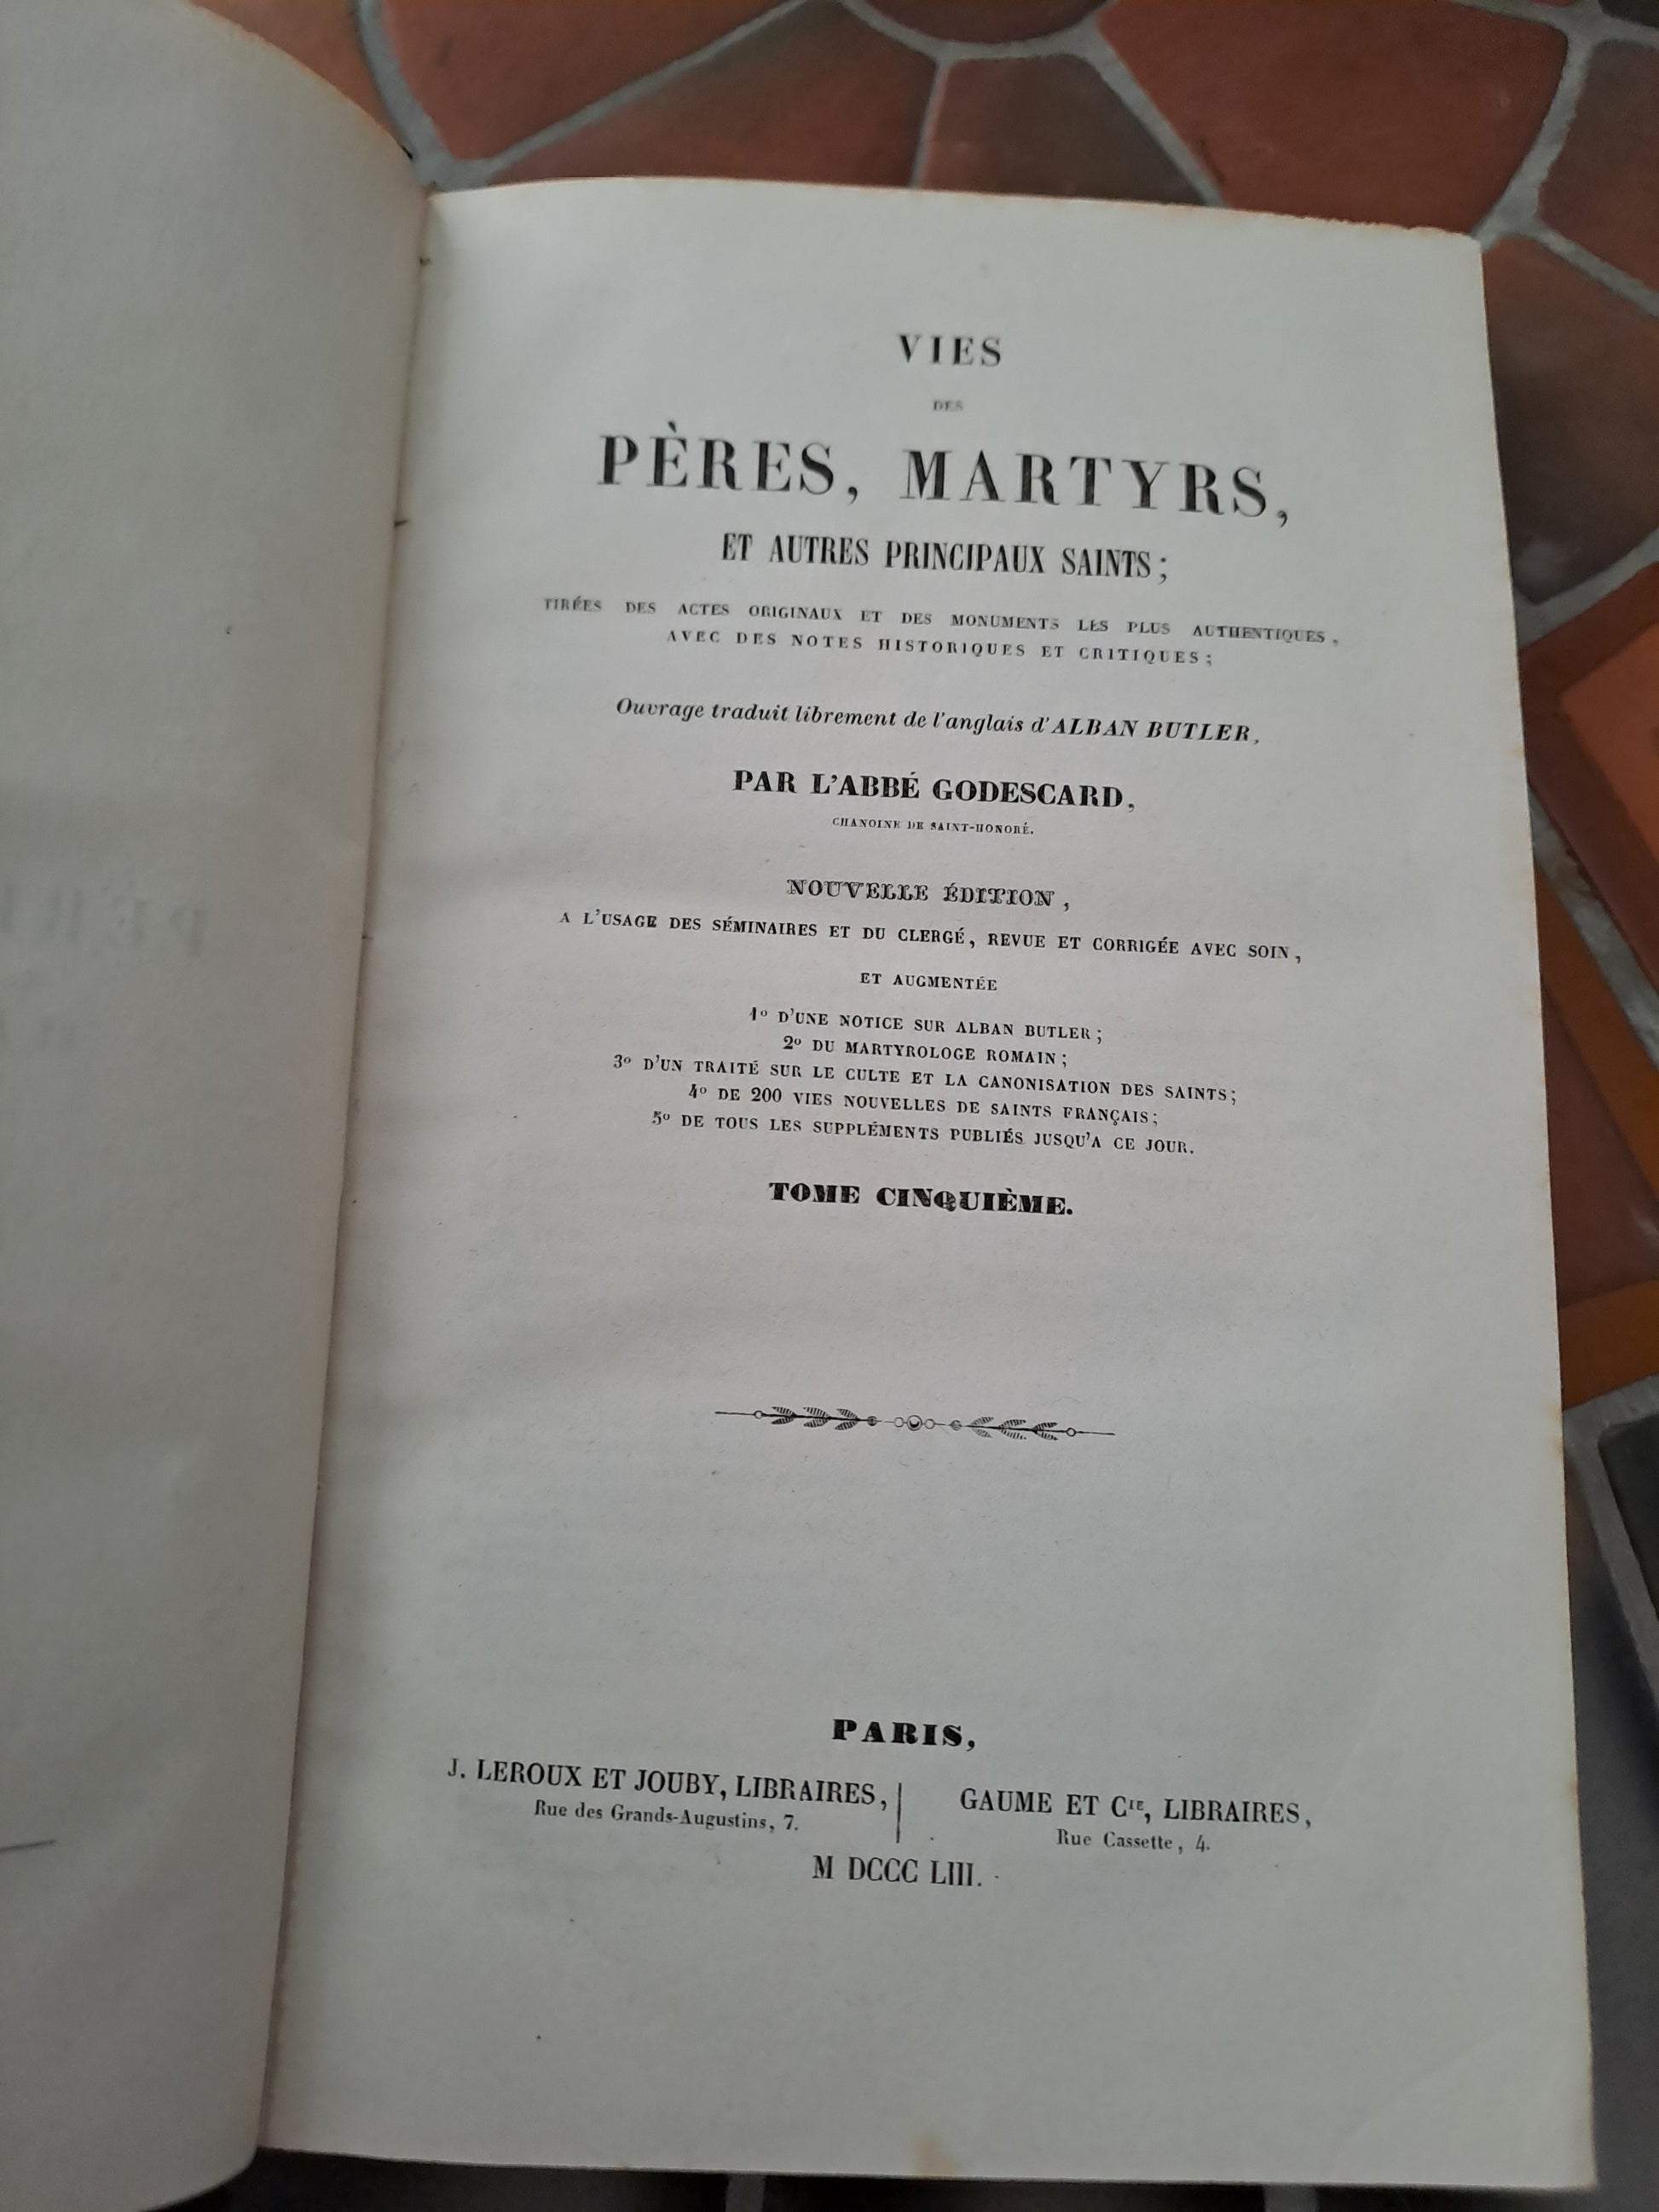 VIES
DES
PÈRES, MARTYRS,
ET AUTRES PRINCIPAUX SAINTS;
TIRÉES DES ACTES ORIGINAUX ET DES MONUMENTS LES PLUS AUTHENTIQUES,
AVEC DES NOTES HISTORIQUES ET CRITIQUES;
Ouvrage traduit librement de l'anglais d'ALBAN BUTLER,
PAR L'ABBÉ GODESCARD,
CHANOINE DE SAINT-HONORÉ.
NOUVELLE ÉDITION,
A L'USAGE DES SÉMINAIRES ET DU CLERGÉ, REVUE ET CORRIGÉE AVEC SOIN,
ET AUGMENTÉE
1º D'UNE NOTICE SUR ALBAN BUTLER;
2º DU MARTYROLOGE ROMAIN;
3º D'UN TRAITÉ SUR LE CULTE ET LA CANONISATION DES SAINTS;
4º DE 200 VIES NOUVELLES DE SAINTS FRANÇAIS;
5º DE TOUS LES SUPPLÉMENTS PUBLIÉS JUSQU'A CE JOUR.
TOME CINQUIÈME.
PARIS,
J. LEROUX ET JOUBY, LIBRAIRES,
Rue des Grands-Augustins, 7.
GAUME ET Cie, LIBRAIRES,
Rue Cassette, 4.
M DCCC LIII.